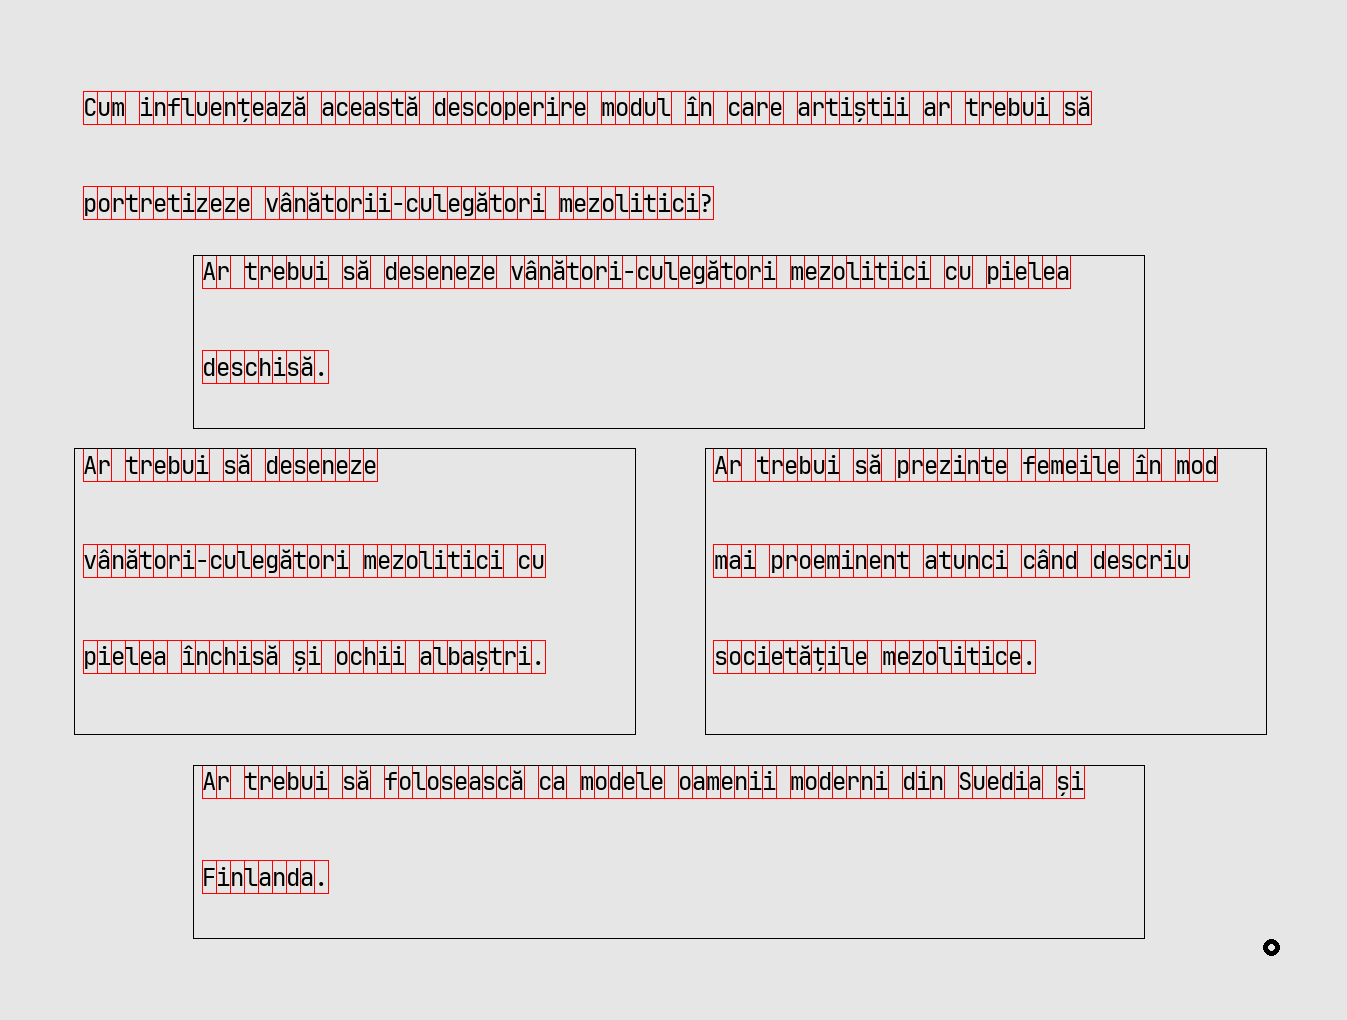 Cum influențează această descoperire modul în care artiștii ar trebui să
portretizeze vânătorii-culegători mezolitici?
Ar trebui să deseneze vânători-culegători mezolitici cu pielea
deschisă.
Ar trebui să deseneze
vânători-culegători mezolitici cu
pielea închisă și ochii albaștri.
Ar trebui să prezinte femeile în mod
mai proeminent atunci când descriu
societățile mezolitice.
Ar trebui să folosească ca modele oamenii moderni din Suedia și
Finlanda.